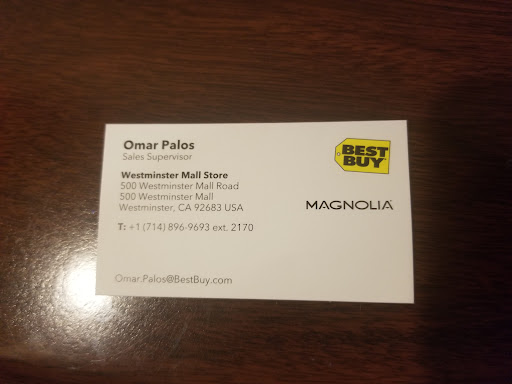 Omar Palos
Sales Supervisor
BEST
BUY
Westminster Mall Store
500 Westminster Mall Road
500 Westminster Mall
Westminster, CA 92683 USA
MAGNOLIA
T: +1 (714) 896-9693 ext. 2170
Omar.Palos@BestBuy.com